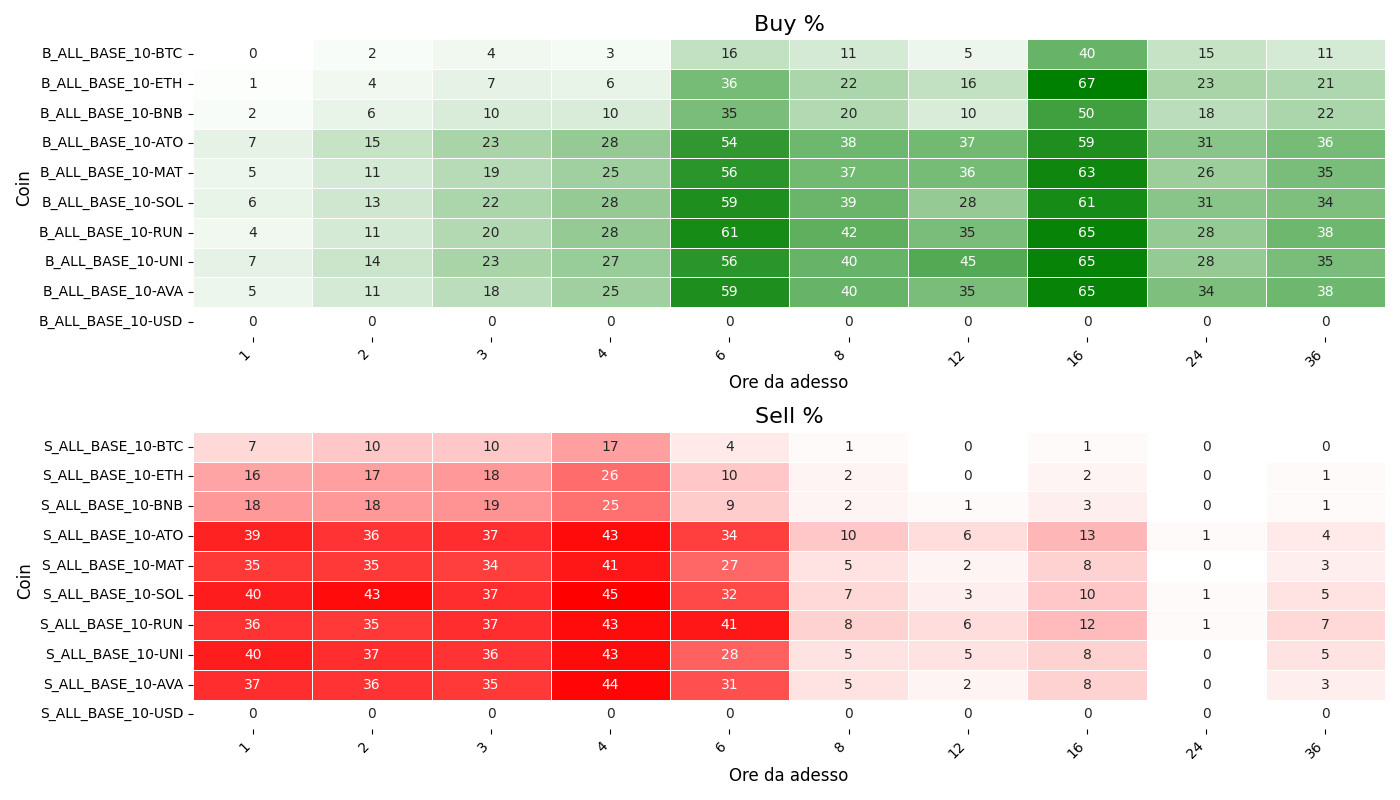 Buy %
Coin
B_ALL_BASE_10-BTC 0 2 4 3 16 11 5 40 15 11
B_ALL_BASE_10-ETH 1 4 7 6 36 22 16 67 23 21
B_ALL_BASE_10-BNB 2 6 10 10 35 20 10 50 18 22
B_ALL_BASE_10-ATO 7 15 23 28 54 38 37 59 31 36
B_ALL_BASE_10-MAT 5 11 19 25 56 37 36 63 26 35
B_ALL_BASE_10-SOL 6 13 22 28 59 39 28 61 31 34
B_ALL_BASE_10-RUN 4 11 20 28 61 42 35 65 28 38
B_ALL_BASE_10-UNI 7 14 23 27 56 40 45 65 28 35
B_ALL_BASE_10-AVA 5 11 18 25 59 40 35 65 34 38
B_ALL_BASE_10-USD 0 0 0 0 0 0 0 0 0 0
1 2 3 4 6 8 12 16 24 36
Ore da adesso
Sell %
Coin
S_ALL_BASE_10-BTC 7 10 10 17 4 1 0 1 0 0
S_ALL_BASE_10-ETH 16 17 18 26 10 2 0 2 0 1
S_ALL_BASE_10-BNB 18 18 19 25 9 2 1 3 0 1
S_ALL_BASE_10-ATO 39 36 37 43 34 10 6 13 1 4
S_ALL_BASE_10-MAT 35 35 34 41 27 5 2 8 0 3
S_ALL_BASE_10-SOL 40 43 37 45 32 7 3 10 1 5
S_ALL_BASE_10-RUN 36 35 37 43 41 8 6 12 1 7
S_ALL_BASE_10-UNI 40 37 36 43 28 5 5 8 0 5
S_ALL_BASE_10-AVA 37 36 35 44 31 5 2 8 0 3
S_ALL_BASE_10-USD 0 0 0 0 0 0 0 0 0 0
1 2 3 4 6 8 12 16 24 36
Ore da adesso